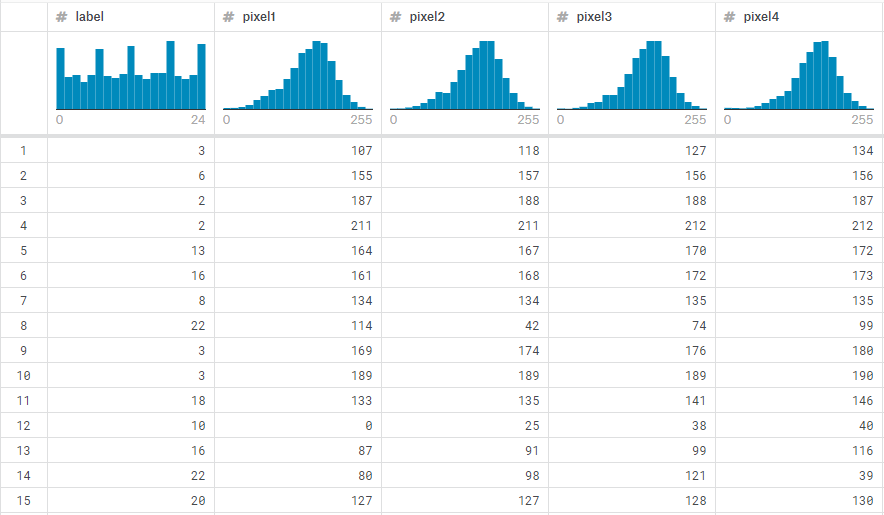 # label # pixel1 # pixel2 # pixel3 # pixel4
0 24 0 255 0 255 0 255 0 255
1 3 107 118 127 134
2 6 155 157 156 156
3 2 187 188 188 187
4 2 211 211 212 212
5 13 164 167 170 172
6 16 161 168 172 173
7 8 134 134 135 135
8 22 114 42 74 99
9 3 169 174 176 180
10 3 189 189 189 190
11 18 133 135 141 146
12 10 0 25 38 40
13 16 87 91 99 116
14 22 80 98 121 39
15 20 127 127 128 130